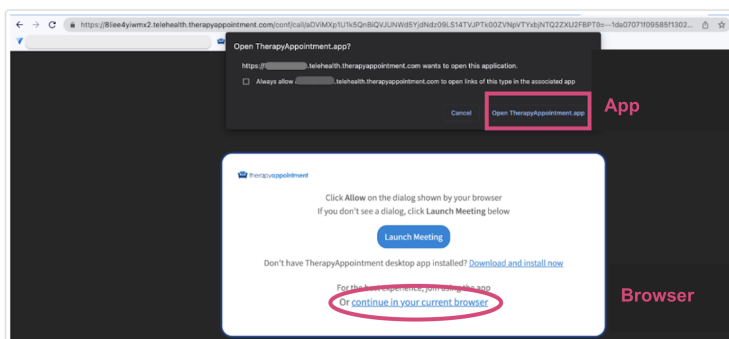 https://8liee4yiwmx2.telehealth.therapyappointment.com/conf/call/aDViMXp1U1k5QnBiQVJUNWd5YjdNdz09LS14TVJPTk00ZVNpVTYxbjNTQ2ZXU2FBPT0=--1da07071f09585f1302...
Open TherapyAppointment.app?
https:// .telehealth.therapyappointment.com wants to open this application.
Always allow .telehealth.therapyappointment.com to open links of this type in the associated app
Cancel Open TherapyAppointment.app
App
therapyappointment
Click Allow on the dialog shown by your browser
If you don't see a dialog, click Launch Meeting below
Launch Meeting
Don't have TherapyAppointment desktop app installed? Download and install now
For the best experience, join using the app
Or continue in your current browser
Browser